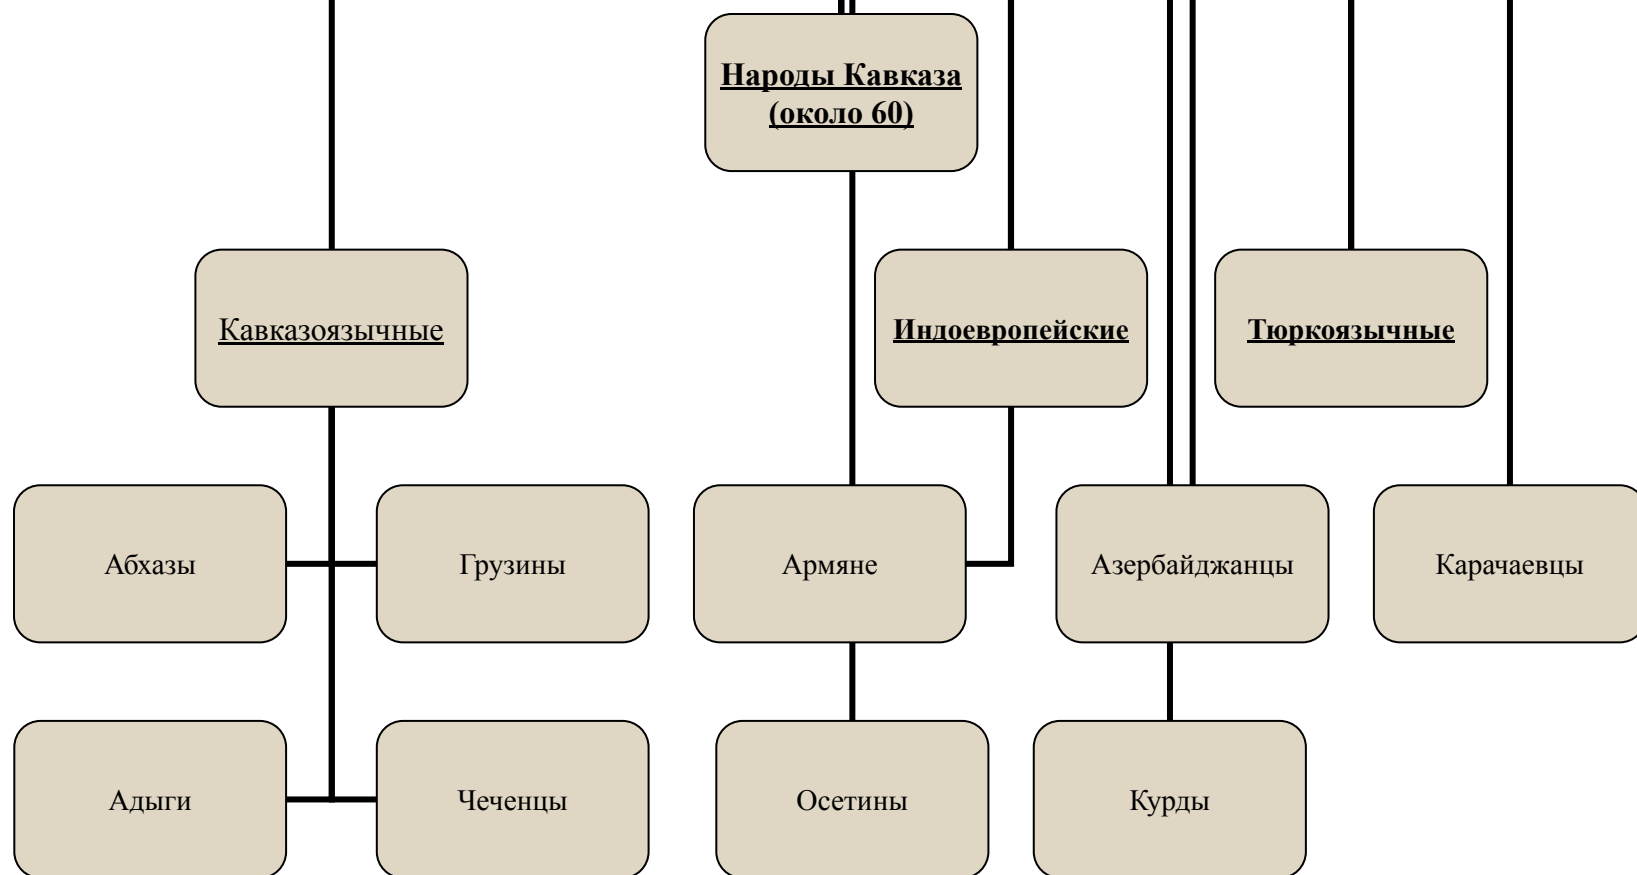 Народы Кавказа
(около 60)
Кавказоязычные
Индоевропейские
Тюркоязычные
Абхазы
Грузины
Армяне
Азербайджанцы
Карачаевцы
Адыги
Чеченцы
Осетины
Курды